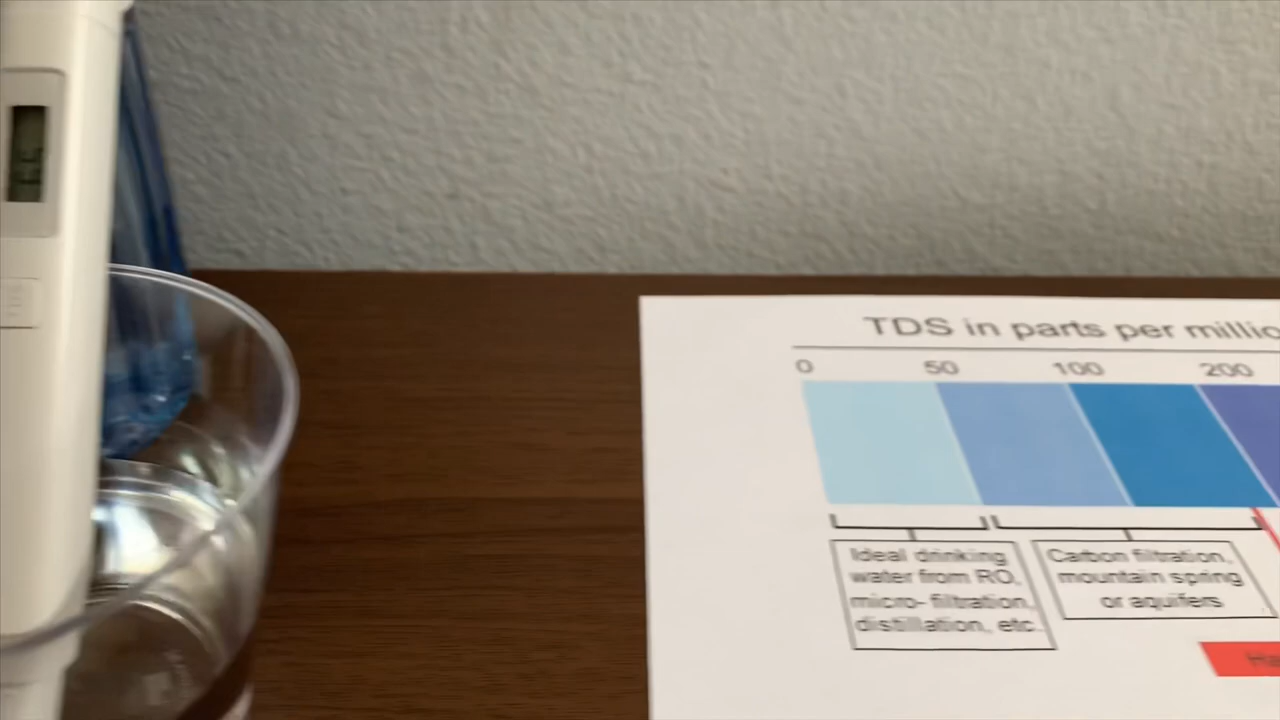 TDS in parts per millio
0 50 100 200
Ideal drinking
water from RO,
micro- filtration,
distillation, etc.
Carbon filtration,
mountain spring
or aquifers
Ha